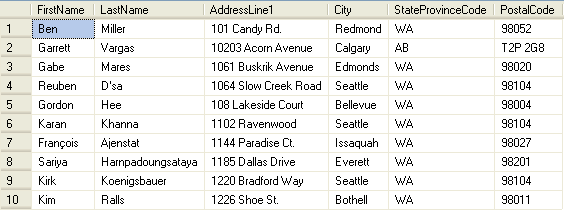 FirstName LastName AddressLine1 City StateProvinceCode PostalCode
1 Ben Miller 101 Candy Rd. Redmond WA 98052
2 Garrett Vargas 10203 Acorn Avenue Calgary AB T2P 2G8
3 Gabe Mares 1061 Buskrik Avenue Edmonds WA 98020
4 Reuben D'sa 1064 Slow Creek Road Seattle WA 98104
5 Gordon Hee 108 Lakeside Court Bellevue WA 98004
6 Karan Khanna 1102 Ravenwood Seattle WA 98104
7 François Ajenstat 1144 Paradise Ct. Issaquah WA 98027
8 Sariya Harnpadoungsataya 1185 Dallas Drive Everett WA 98201
9 Kirk Koenigsbauer 1220 Bradford Way Seattle WA 98104
10 Kim Ralls 1226 Shoe St. Bothell WA 98011